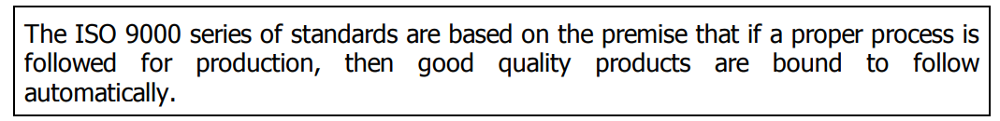 The ISO 9000 series of standards are based on the premise that if a proper process is
followed for production, then good quality products are bound to follow
automatically.